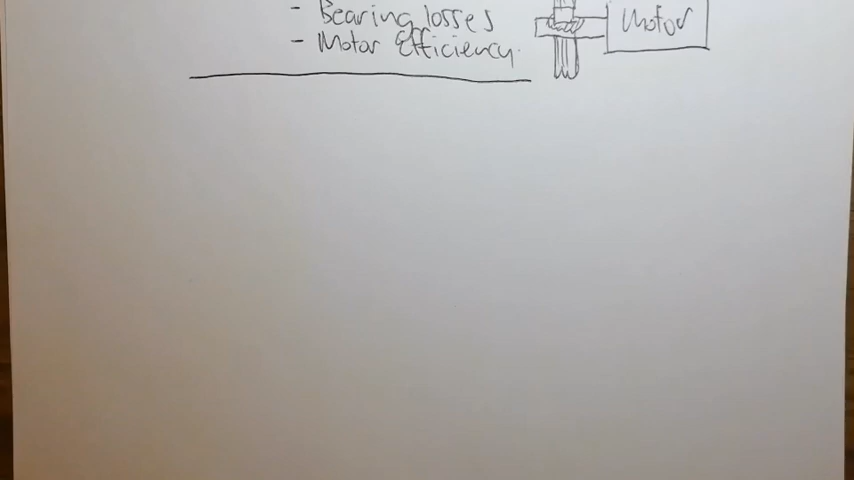 - Bearing losses
Motor
- Motor Efficiency.